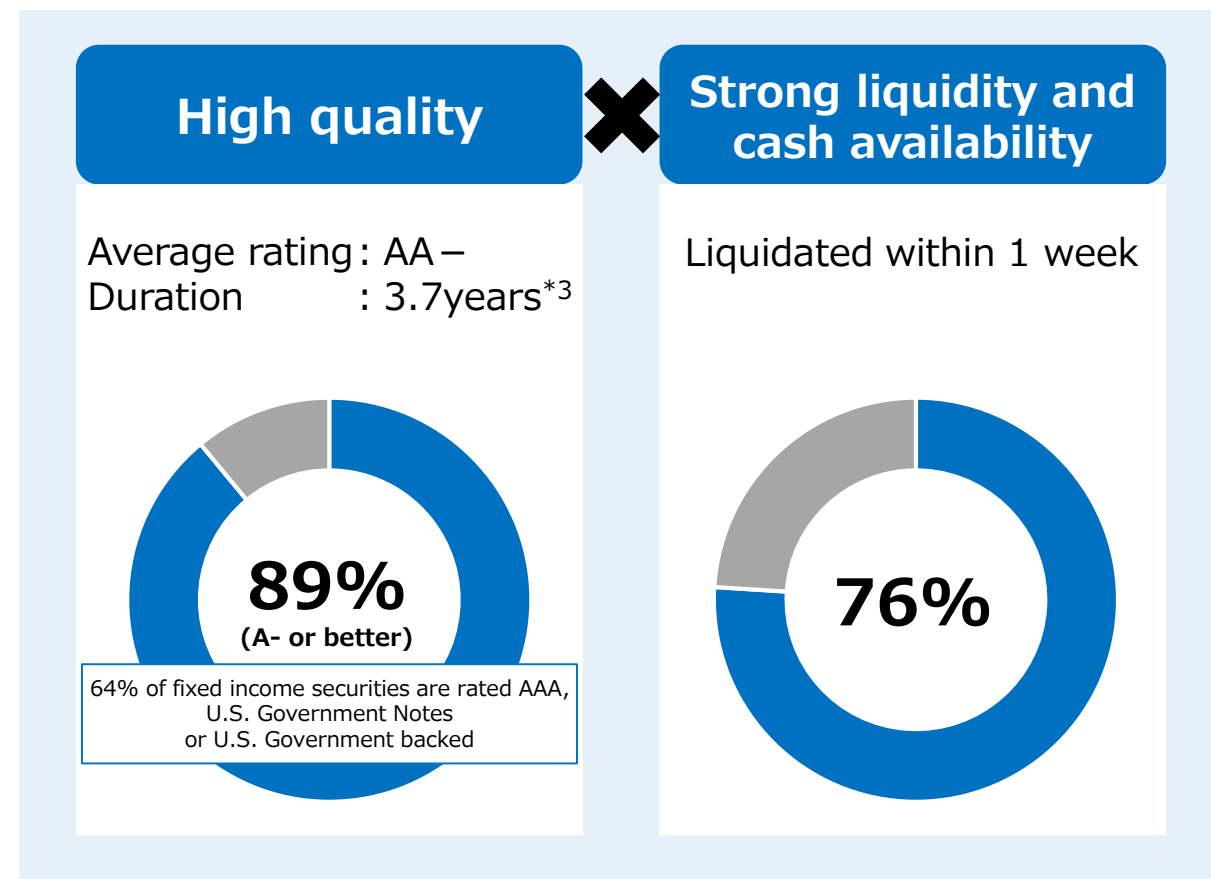 High quality
Strong liquidity and
cash availability
Average rating : AA－
Duration : 3.7years*3
Liquidated within 1 week
89%
(A- or better)
64% of fixed income securities are rated AAA,
U.S. Government Notes
or U.S. Government backed
76%